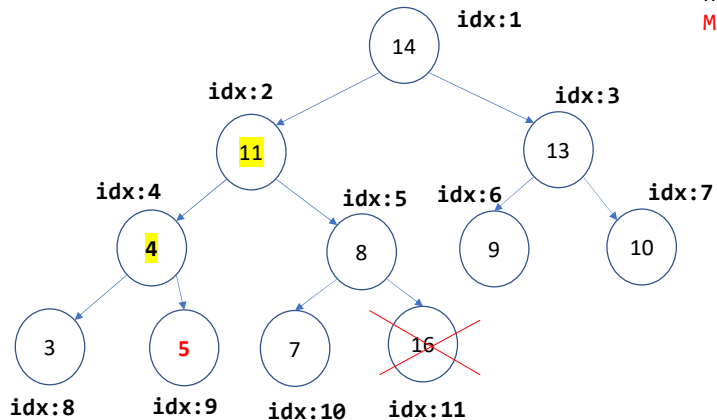 M
14 idx:1
idx:2 idx:3
11 13
idx:4 idx:5 idx:6 idx:7
4 8 9 10
3 5 7 16
idx:8 idx:9 idx:10 idx:11